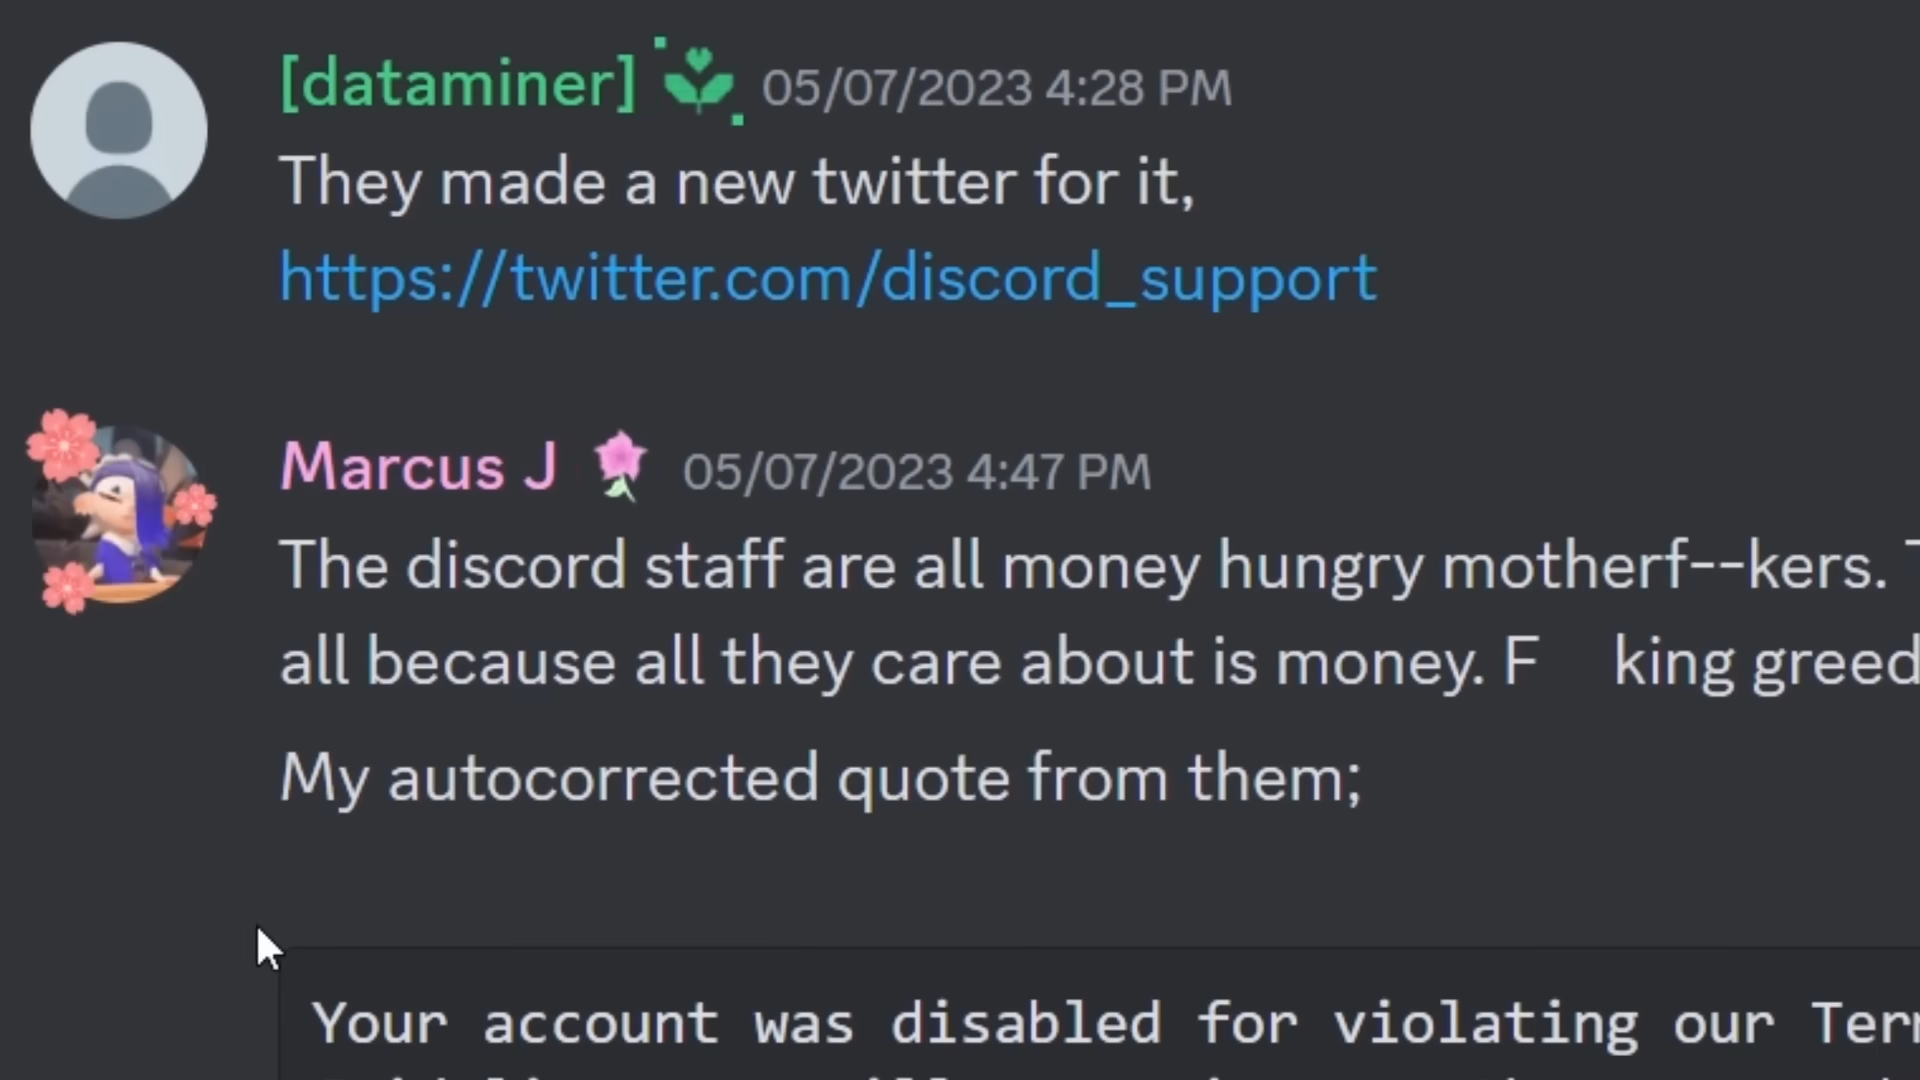 [dataminer] 05/07/2023 4:28 PM
They made a new twitter for it,
https://twitter.com/discord_support
Marcus J 05/07/2023 4:47 PM
The discord staff are all money hungry motherf--kers.
all because all they care about is money. F king greed
My autocorrected quote from them;
Your account was disabled for violating our Ter